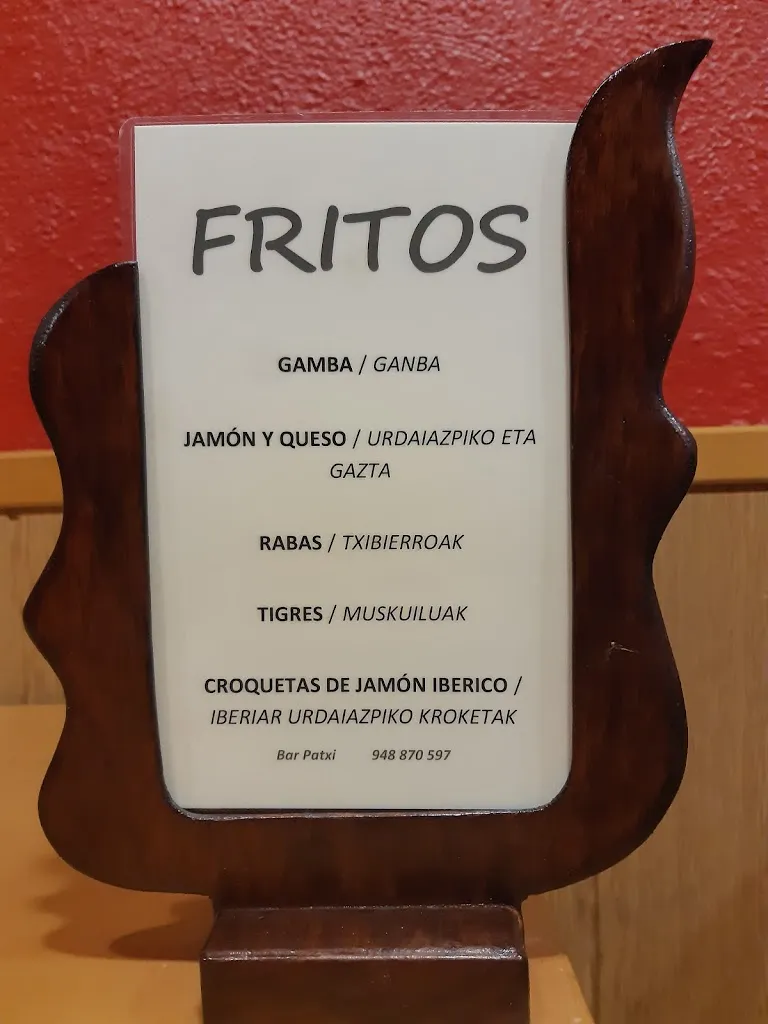 FRITOS
GAMBA / GANBA
JAMÓN Y QUESO / URDAIAZPIKO ETA
GAZTA
RABAS / TXIBIERROAK
TIGRES / MUSKUILUAK
CROQUETAS DE JAMÓN IBERICO /
IBERIAR URDAIAZPIKO KROKETAK
Bar Patxi 948 870 597